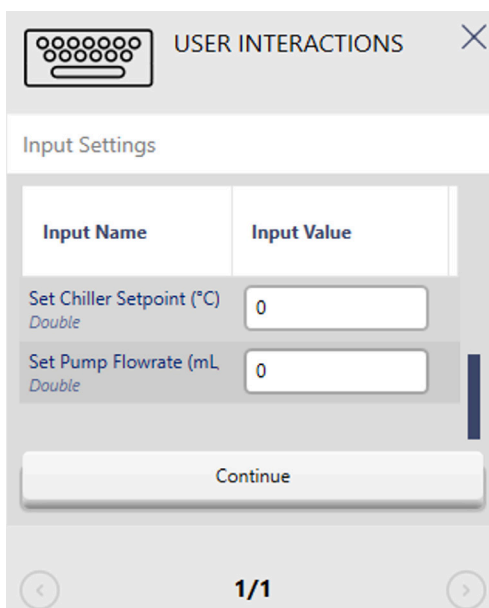 USER INTERACTIONS
Input Settings
Input Name Input Value
Set Chiller Setpoint (°C) 0
Double
Set Pump Flowrate (mL 0
Double
Continue
1/1